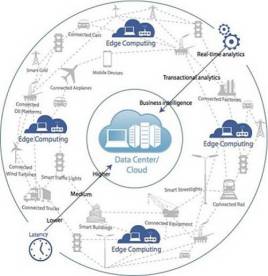 Connected Cars
Edge Computing
Real-time analytics
Smart Grid
Mobile Devices
Connected Airplanes
Transactional analytics
Connected
Oil Platforms
Business intelligence
Connected Factories
Edge Computing
Data Center/
Cloud
Edge Computing
Connected
Wind Turbines
Higher
Smart Traffic Lights
Medium
Smart Streetlights
Connected Trucks
Connected Rail
Lower
Smart Buildings
Connected Equipment
Latency
Edge Computing